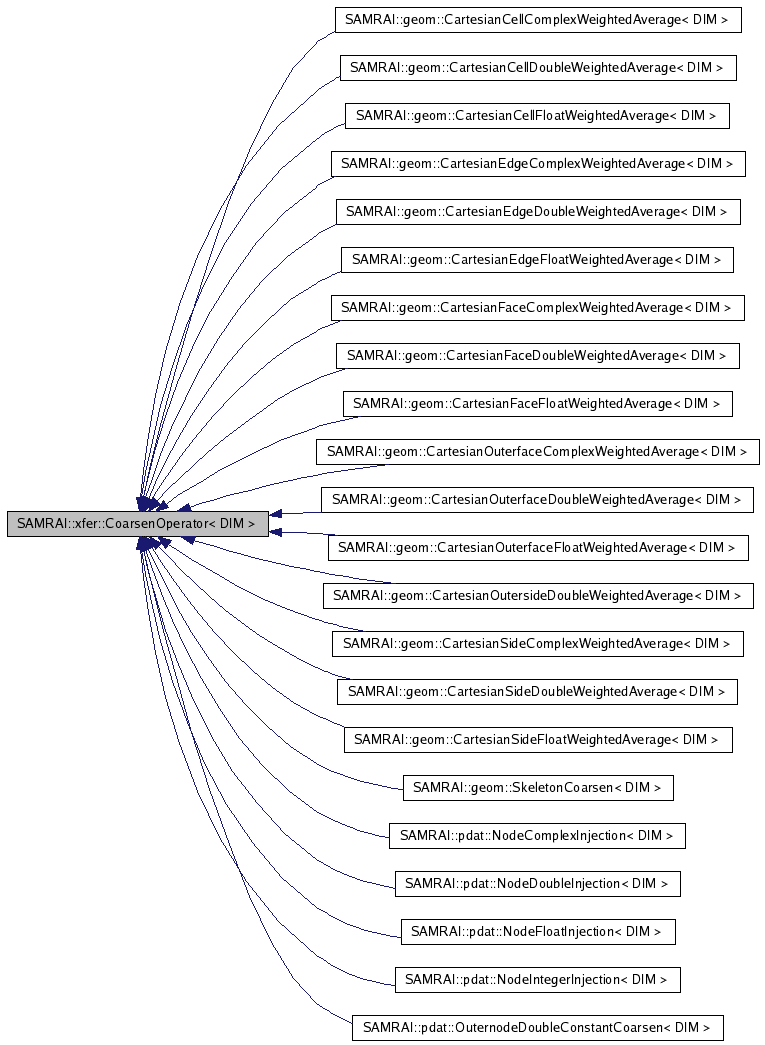 SAMRAI::geom::CartesianCellComplexWeightedAverage< DIM >
SAMRAI::geom::CartesianCellDoubleWeightedAverage< DIM >
SAMRAI::geom::CartesianCellFloatWeightedAverage< DIM >
SAMRAI::geom::CartesianEdgeComplexWeightedAverage< DIM >
SAMRAI::geom::CartesianEdgeDoubleWeightedAverage< DIM >
SAMRAI::geom::CartesianEdgeFloatWeightedAverage< DIM >
SAMRAI::geom::CartesianFaceComplexWeightedAverage< DIM >
SAMRAI::geom::CartesianFaceDoubleWeightedAverage< DIM >
SAMRAI::geom::CartesianFaceFloatWeightedAverage< DIM >
SAMRAI::geom::CartesianOuterfaceComplexWeightedAverage< DIM >
SAMRAI::geom::CartesianOuterfaceDoubleWeightedAverage< DIM >
SAMRAI::xfer::CoarsenOperator< DIM >
SAMRAI::geom::CartesianOuterfaceFloatWeightedAverage< DIM >
SAMRAI::geom::CartesianOutersideDoubleWeightedAverage< DIM >
SAMRAI::geom::CartesianSideComplexWeightedAverage< DIM >
SAMRAI::geom::CartesianSideDoubleWeightedAverage< DIM >
SAMRAI::geom::CartesianSideFloatWeightedAverage< DIM >
SAMRAI::geom::SkeletonCoarsen< DIM >
SAMRAI::pdat::NodeComplexInjection< DIM >
SAMRAI::pdat::NodeDoubleInjection< DIM >
SAMRAI::pdat::NodeFloatInjection< DIM >
SAMRAI::pdat::NodeIntegerInjection< DIM >
SAMRAI::pdat::OuternodeDoubleConstantCoarsen< DIM >